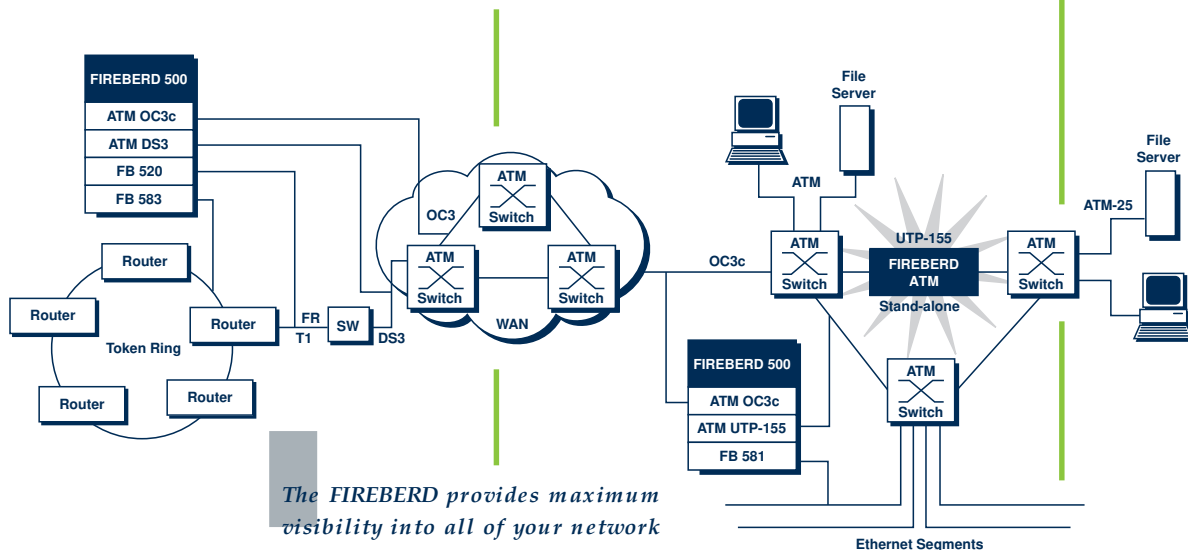 FIREBERD 500
ATM OC3c
ATM DS3
FB 520
FB 583
Router
Router
Router
Router
Router
Token Ring
FR
T1
SW
DS3
OC3
ATM
Switch
ATM
Switch
ATM
Switch
WAN
OC3c
File
Server
ATM
ATM
Switch
UTP-155
FIREBERD
ATM
Stand-alone
ATM
Switch
ATM-25
File
Server
FIREBERD 500
ATM OC3c
ATM UTP-155
FB 581
ATM
Switch
Ethernet Segments
The FIREBERD provides maximum
visibility into all of your network